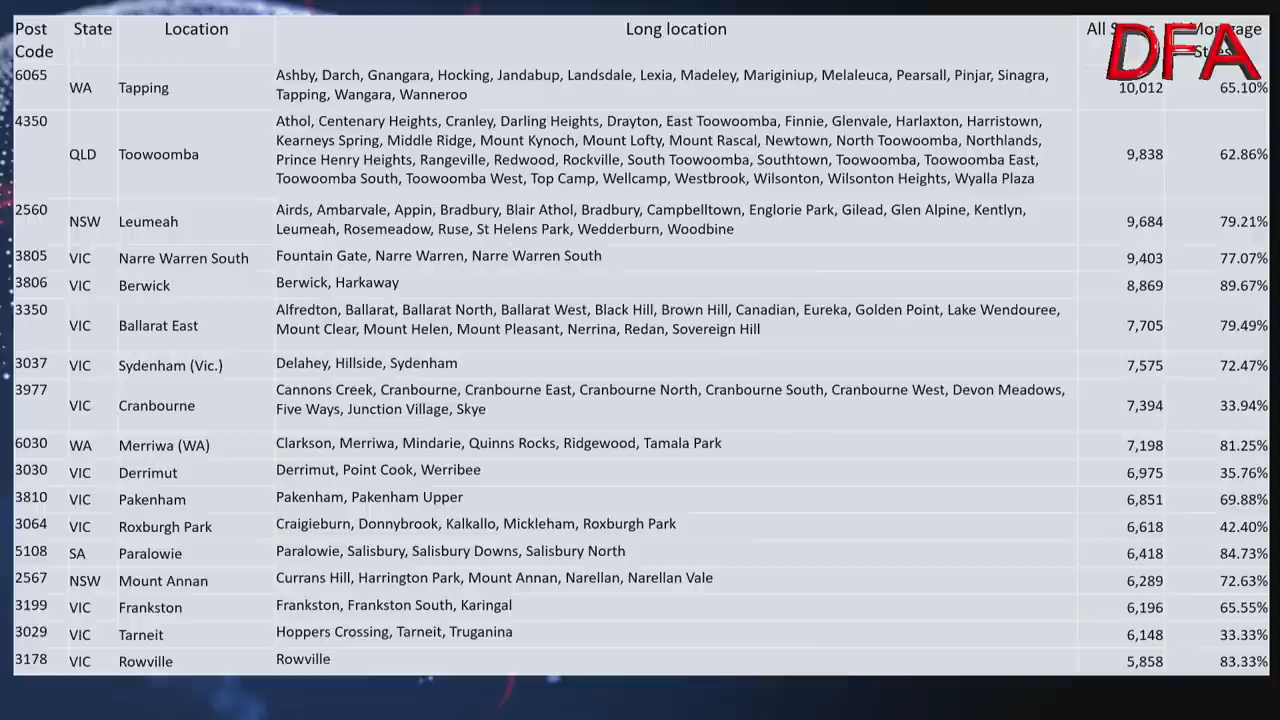 Post Code State Location Long location All Mortgage
DFA
6065 WA Tapping Ashby, Darch, Gnangara, Hocking, Jandabup, Landsdale, Lexia, Madeley, Mariginiup, Melaleuca, Pearsall, Pinjar, Sinagra,
Tapping, Wangara, Wanneroo 10,012 65.10%
4350 QLD Toowoomba Athol, Centenary Heights, Cranley, Darling Heights, Drayton, East Toowoomba, Finnie, Glenvale, Harlaxton, Harristown,
Kearneys Spring, Middle Ridge, Mount Kynoch, Mount Lofty, Mount Rascal, Newtown, North Toowoomba, Northlands,
Prince Henry Heights, Rangeville, Redwood, Rockville, South Toowoomba, Southtown, Toowoomba, Toowoomba East,
Toowoomba South, Toowoomba West, Top Camp, Wellcamp, Westbrook, Wilsonton, Wilsonton Heights, Wyalla Plaza 9,838 62.86%
2560 NSW Leumeah Airds, Ambarvale, Appin, Bradbury, Blair Athol, Bradbury, Campbelltown, Englorie Park, Gilead, Glen Alpine, Kentlyn,
Leumeah, Rosemeadow, Ruse, St Helens Park, Wedderburn, Woodbine 9,684 79.21%
3805 VIC Narre Warren South Fountain Gate, Narre Warren, Narre Warren South 9,403 77.07%
3806 VIC Berwick Berwick, Harkaway 8,869 89.67%
3350 VIC Ballarat East Alfredton, Ballarat, Ballarat North, Ballarat West, Black Hill, Brown Hill, Canadian, Eureka, Golden Point, Lake Wendouree,
Mount Clear, Mount Helen, Mount Pleasant, Nerrina, Redan, Sovereign Hill 7,705 79.49%
3037 VIC Sydenham (Vic.) Delahey, Hillside, Sydenham 7,575 72.47%
3977 VIC Cranbourne Cannons Creek, Cranbourne, Cranbourne East, Cranbourne North, Cranbourne South, Cranbourne West, Devon Meadows,
Five Ways, Junction Village, Skye 7,394 33.94%
6030 WA Merriwa (WA) Clarkson, Merriwa, Mindarie, Quinns Rocks, Ridgewood, Tamala Park 7,198 81.25%
3030 VIC Derrimut Derrimut, Point Cook, Werribee 6,975 35.76%
3810 VIC Pakenham Pakenham, Pakenham Upper 6,851 69.88%
3064 VIC Roxburgh Park Craigieburn, Donnybrook, Kalkallo, Mickleham, Roxburgh Park 6,618 42.40%
5108 SA Paralowie Paralowie, Salisbury, Salisbury Downs, Salisbury North 6,418 84.73%
2567 NSW Mount Annan Currans Hill, Harrington Park, Mount Annan, Narellan, Narellan Vale 6,289 72.63%
3199 VIC Frankston Frankston, Frankston South, Karingal 6,196 65.55%
3029 VIC Tarneit Hoppers Crossing, Tarneit, Truganina 6,148 33.33%
3178 VIC Rowville Rowville 5,858 83.33%